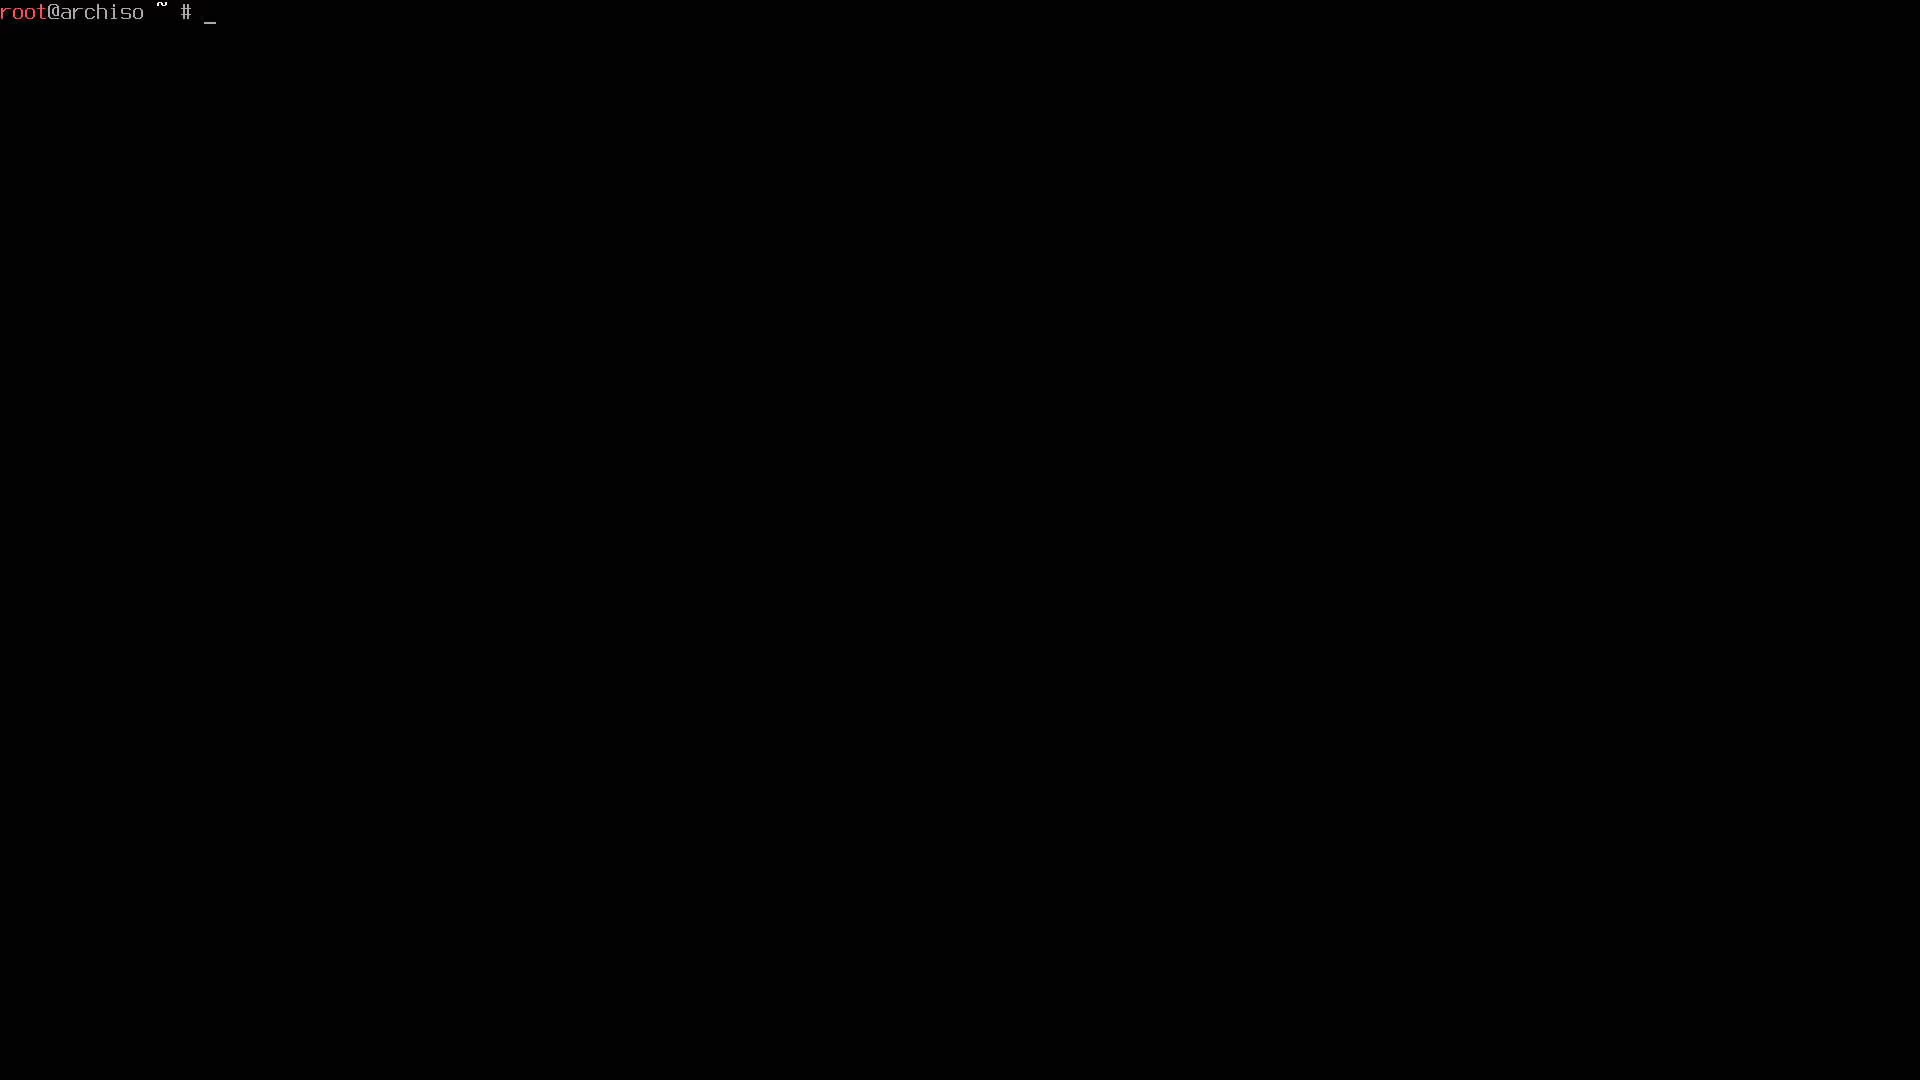 root@archiso ~ # _